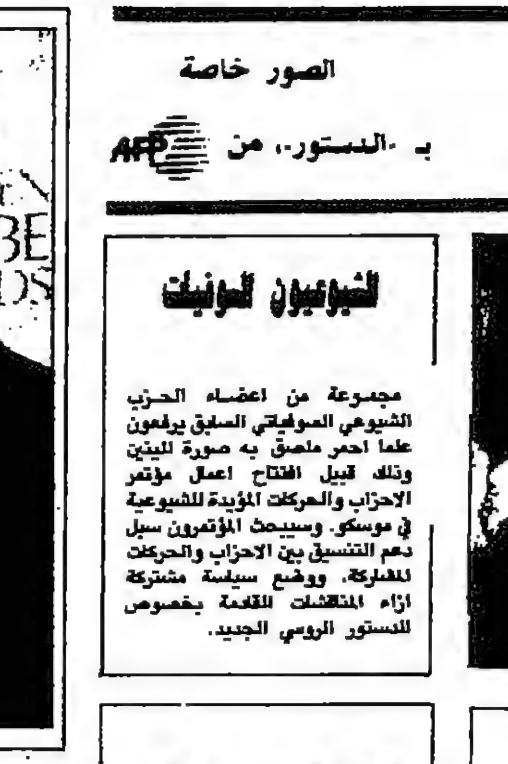 الصور خاصة
بـ «الدستور»، من AFP
الشيوعيون السوفيات
مجموعة من اعضاء الحزب
الشيوعي السوفياتي السابق يرفعون
علما احمر ملصق به صورة للينين
وذلك قبيل افتتاح اعمال مؤتمر
الاحزاب والحركات المؤيدة للشيوعية
في موسكو. وسيبحث المؤتمرون سبل
دعم التنسيق بين الاحزاب والحركات
المشاركة، ووضع سياسة مشتركة
ازاء المناقشات القادمة بخصوص
الدستور الروسي الجديد.
BE